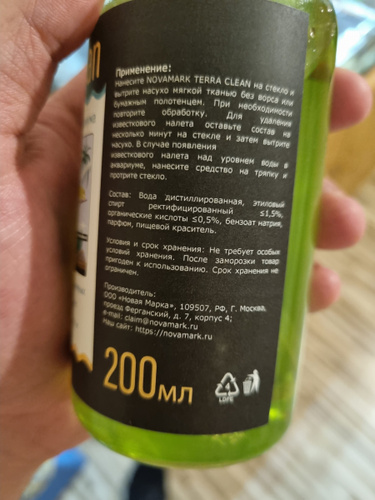 Применение:
Нанесите NOVAMARK TERRA CLEAN на стекло и
вытрите насухо мягкой тканью без ворса или
бумажным полотенцем. При необходимости
повторите обработку. Для удаления
известкового налета оставьте состав на
несколько минут на стекле и затем вытрите
насухо. В случае появления
известкового налета над уровнем воды в
аквариуме, нанесите средство на тряпку и
протрите стекло.
Состав: Вода дистиллированная, этиловый
спирт ректифицированный ≤1,5%,
органические кислоты ≤0,5%, бензоат натрия,
парфюм, пищевой краситель.
Условия и срок хранения: Не требует особых
условий хранения. После заморозки товар
пригоден к использованию. Срок хранения не
ограничен.
Производитель:
ООО «Новая Марка», 109507, РФ, Г. Москва,
проезд Ферганский, д. 7, корпус 4;
e-mail: claim@novamark.ru
Наш сайт: https://novamark.ru
200мл
4
LDPE